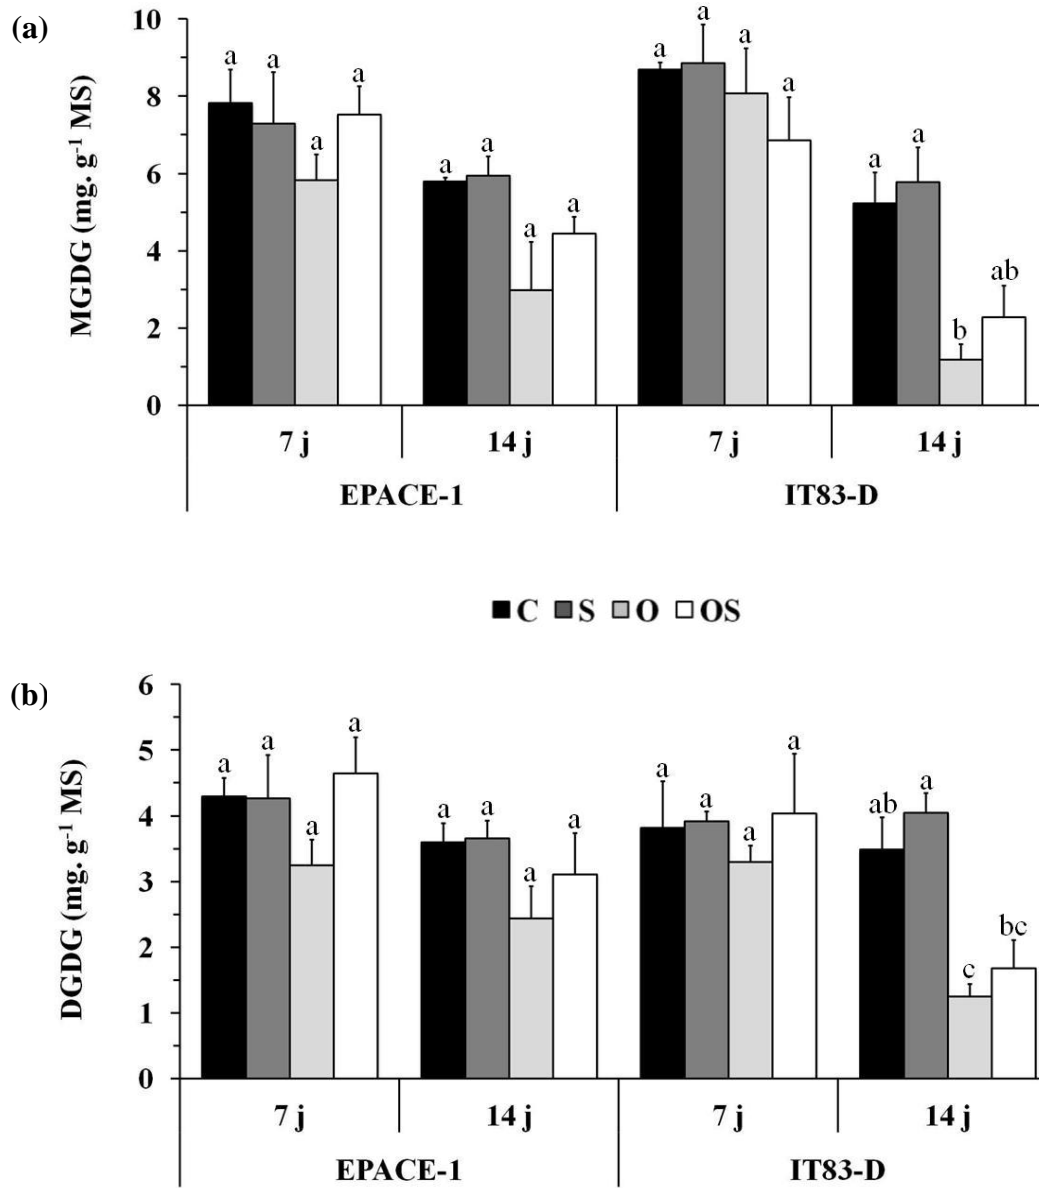 (a)
MGDG (mg. g-1 MS)
10
8
6
4
2
0
a a a a a a a a a a a a a a b ab
7 j 14 j 7 j 14 j
EPACE-1 IT83-D
C S O OS
(b)
DGDG (mg. g-1 MS)
6
5
4
3
2
1
0
a a a a a a a a a a a a ab a c bc
7 j 14 j 7 j 14 j
EPACE-1 IT83-D